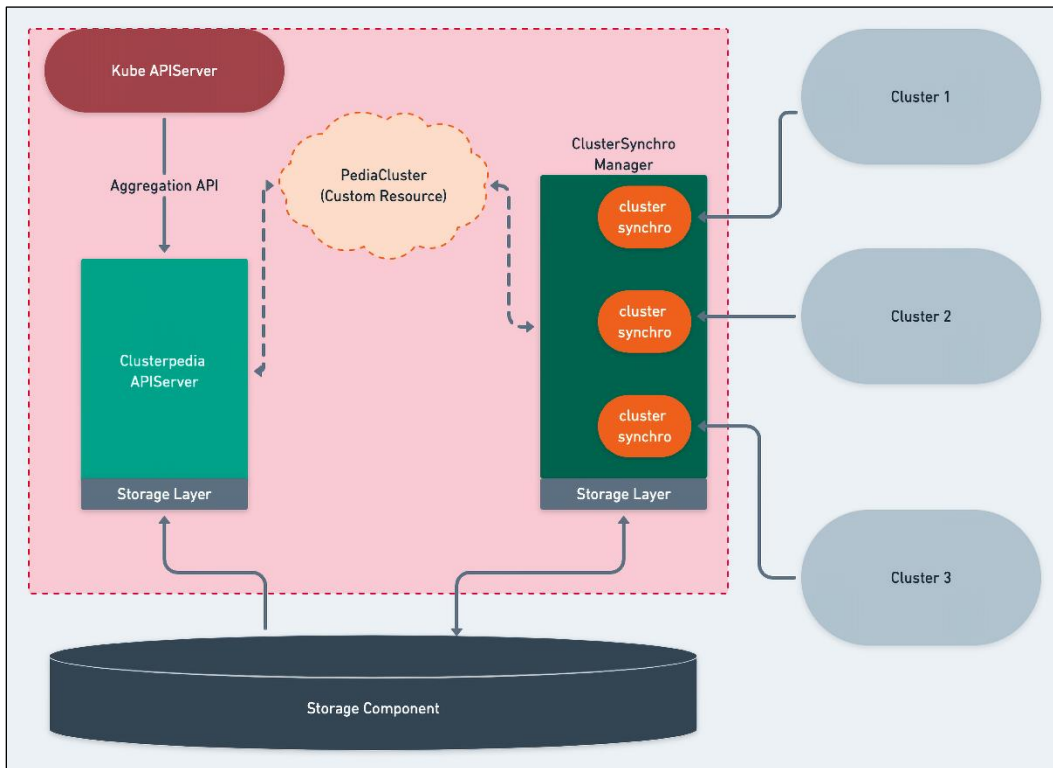 Kube APIServer
Aggregation API
PediaCluster
(Custom Resource)
ClusterSynchro
Manager
cluster
synchro
cluster
synchro
cluster
synchro
Clusterpedia
APIServer
Storage Layer
Storage Layer
Cluster 1
Cluster 2
Cluster 3
Storage Component